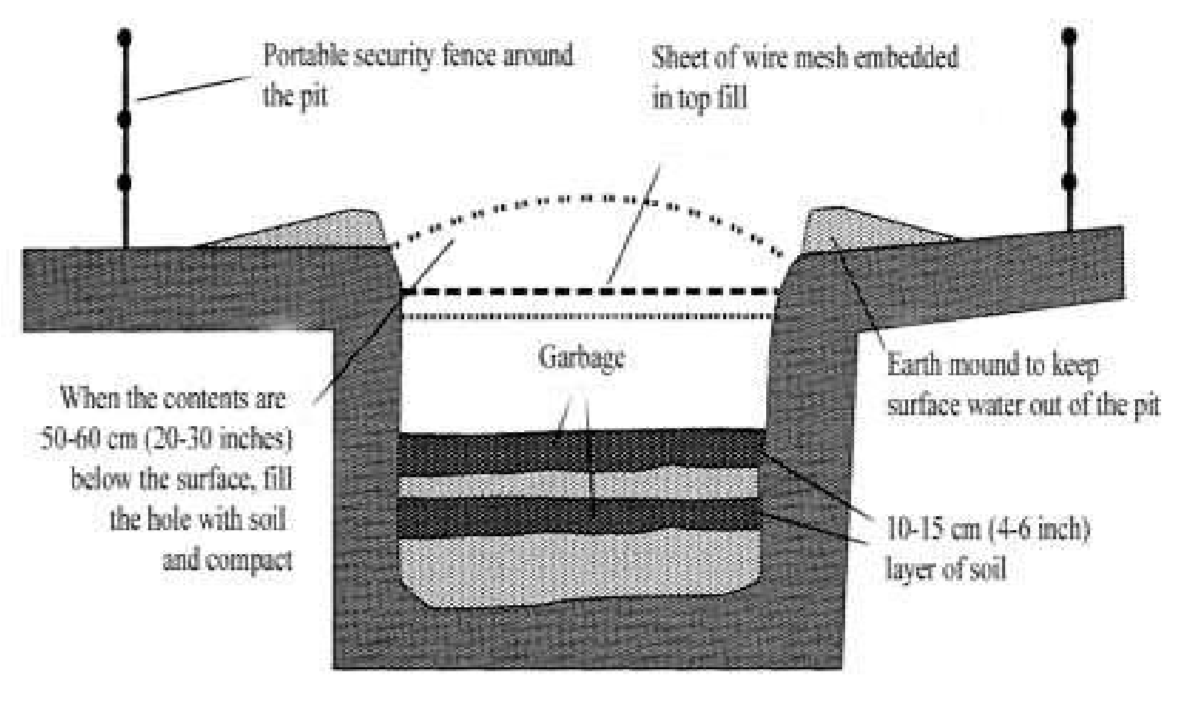 Portable security fence around
the pit
Sheet of wire mesh embedded
in top fill
Garbage
When the contents are
50-60 cm (20-30 inches)
below the surface, fill
the hole with soil
and compact
Earth mound to keep
surface water out of the pit
10-15 cm (4-6 inch)
layer of soil